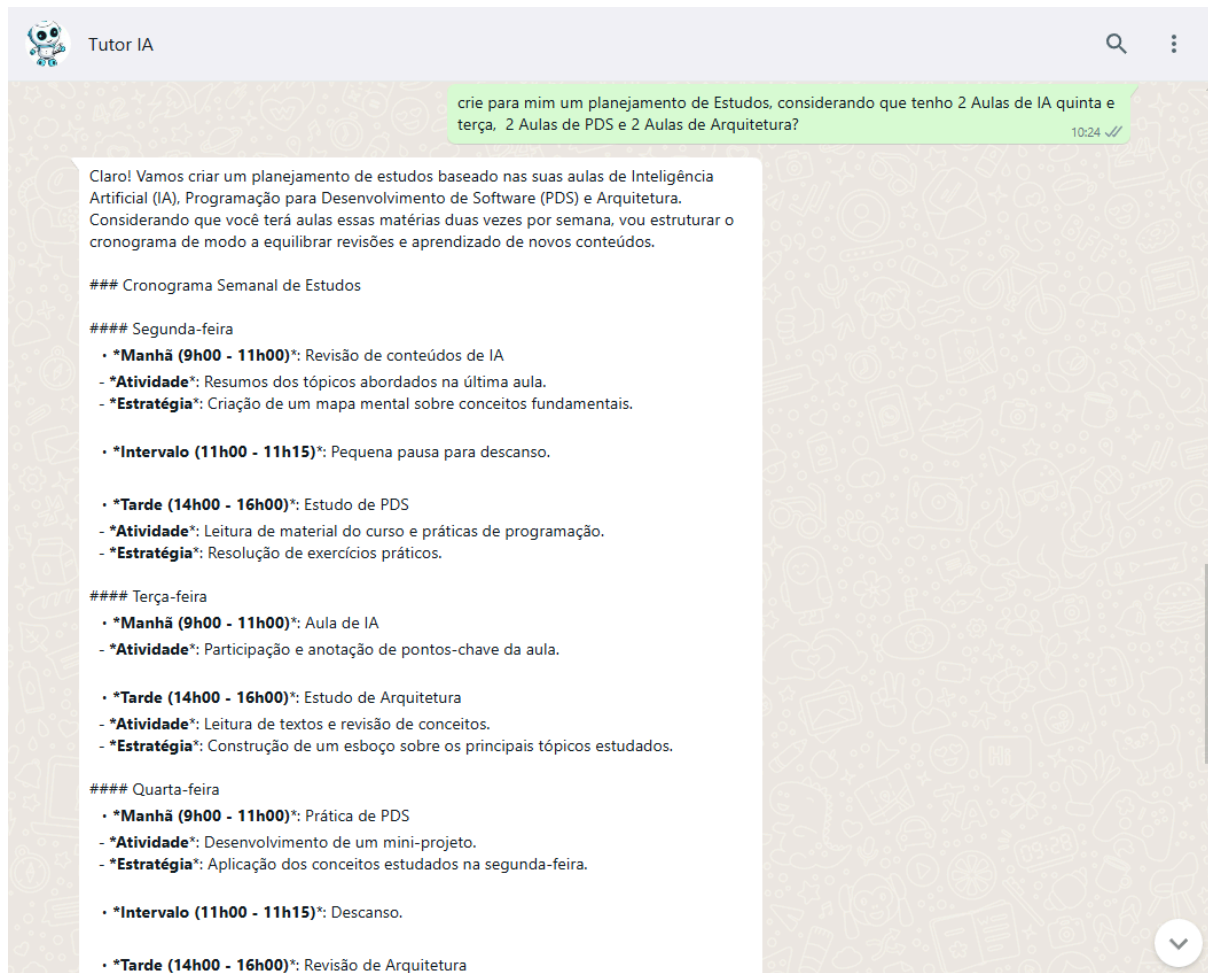 Tutor IA
crie para mim um planejamento de Estudos, considerando que tenho 2 Aulas de IA quinta e
terça,  2 Aulas de PDS e 2 Aulas de Arquitetura?
10:24
Claro! Vamos criar um planejamento de estudos baseado nas suas aulas de Inteligência
Artificial (IA), Programação para Desenvolvimento de Software (PDS) e Arquitetura.
Considerando que você terá aulas essas matérias duas vezes por semana, vou estruturar o
cronograma de modo a equilibrar revisões e aprendizado de novos conteúdos.
### Cronograma Semanal de Estudos
#### Segunda-feira
• *Manhã (9h00 - 11h00)*: Revisão de conteúdos de IA
- *Atividade*: Resumos dos tópicos abordados na última aula.
- *Estratégia*: Criação de um mapa mental sobre conceitos fundamentais.
• *Intervalo (11h00 - 11h15)*: Pequena pausa para descanso.
• *Tarde (14h00 - 16h00)*: Estudo de PDS
- *Atividade*: Leitura de material do curso e práticas de programação.
- *Estratégia*: Resolução de exercícios práticos.
#### Terça-feira
• *Manhã (9h00 - 11h00)*: Aula de IA
- *Atividade*: Participação e anotação de pontos-chave da aula.
• *Tarde (14h00 - 16h00)*: Estudo de Arquitetura
- *Atividade*: Leitura de textos e revisão de conceitos.
- *Estratégia*: Construção de um esboço sobre os principais tópicos estudados.
#### Quarta-feira
• *Manhã (9h00 - 11h00)*: Prática de PDS
- *Atividade*: Desenvolvimento de um mini-projeto.
- *Estratégia*: Aplicação dos conceitos estudados na segunda-feira.
• *Intervalo (11h00 - 11h15)*: Descanso.
• *Tarde (14h00 - 16h00)*: Revisão de Arquitetura